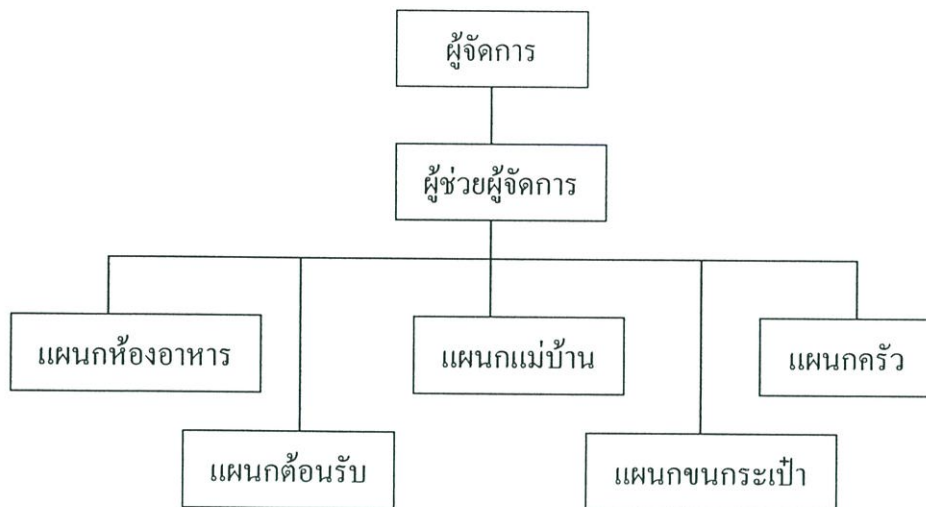 ผู้จัดการ
ผู้ช่วยผู้จัดการ
แผนกห้องอาหาร
แผนกแม่บ้าน
แผนกครัว
แผนกต้อนรับ
แผนกขนกระเป๋า